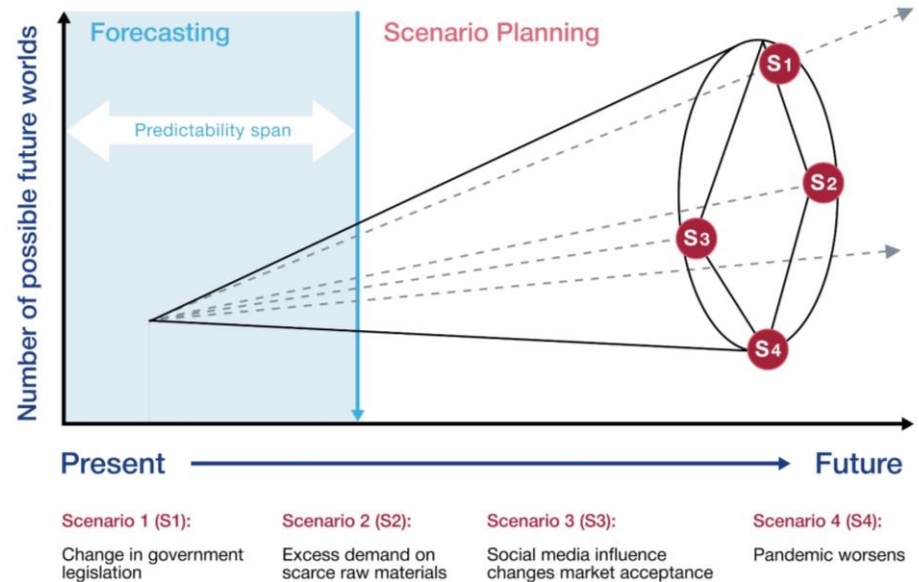 Number of possible future worlds
Forecasting
Scenario Planning
Predictability span
S1
S2
S3
S4
Present
Future
Scenario 1 (S1):
Change in government
legislation
Scenario 2 (S2):
Excess demand on
scarce raw materials
Scenario 3 (S3):
Social media influence
changes market acceptance
Scenario 4 (S4):
Pandemic worsens